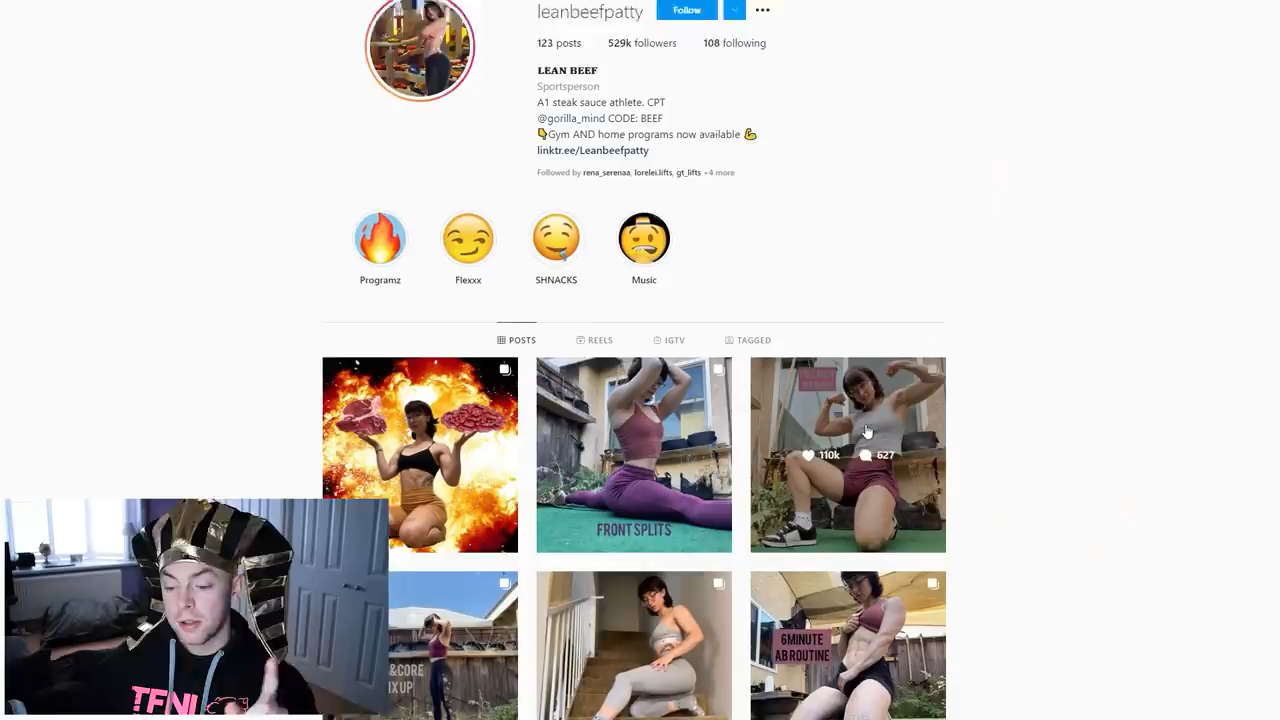 leanbeefpatty
Follow
123 posts 529k followers 108 following
LEAN BEEF
Sportsperson
A1 steak sauce athlete. CPT
@gorilla_mind CODE: BEEF
Gym AND home programs now available
linktr.ee/Leanbeefpatty
Followed by rena_serenaa, lorelei.lifts, gt_lifts +4 more
Programz
Flexxx
SHNACKS
Music
POSTS
REELS
IGTV
TAGGED
110k 627
FRONT SPLITS
&CORE
IX UP
6MINUTE
AB ROUTINE